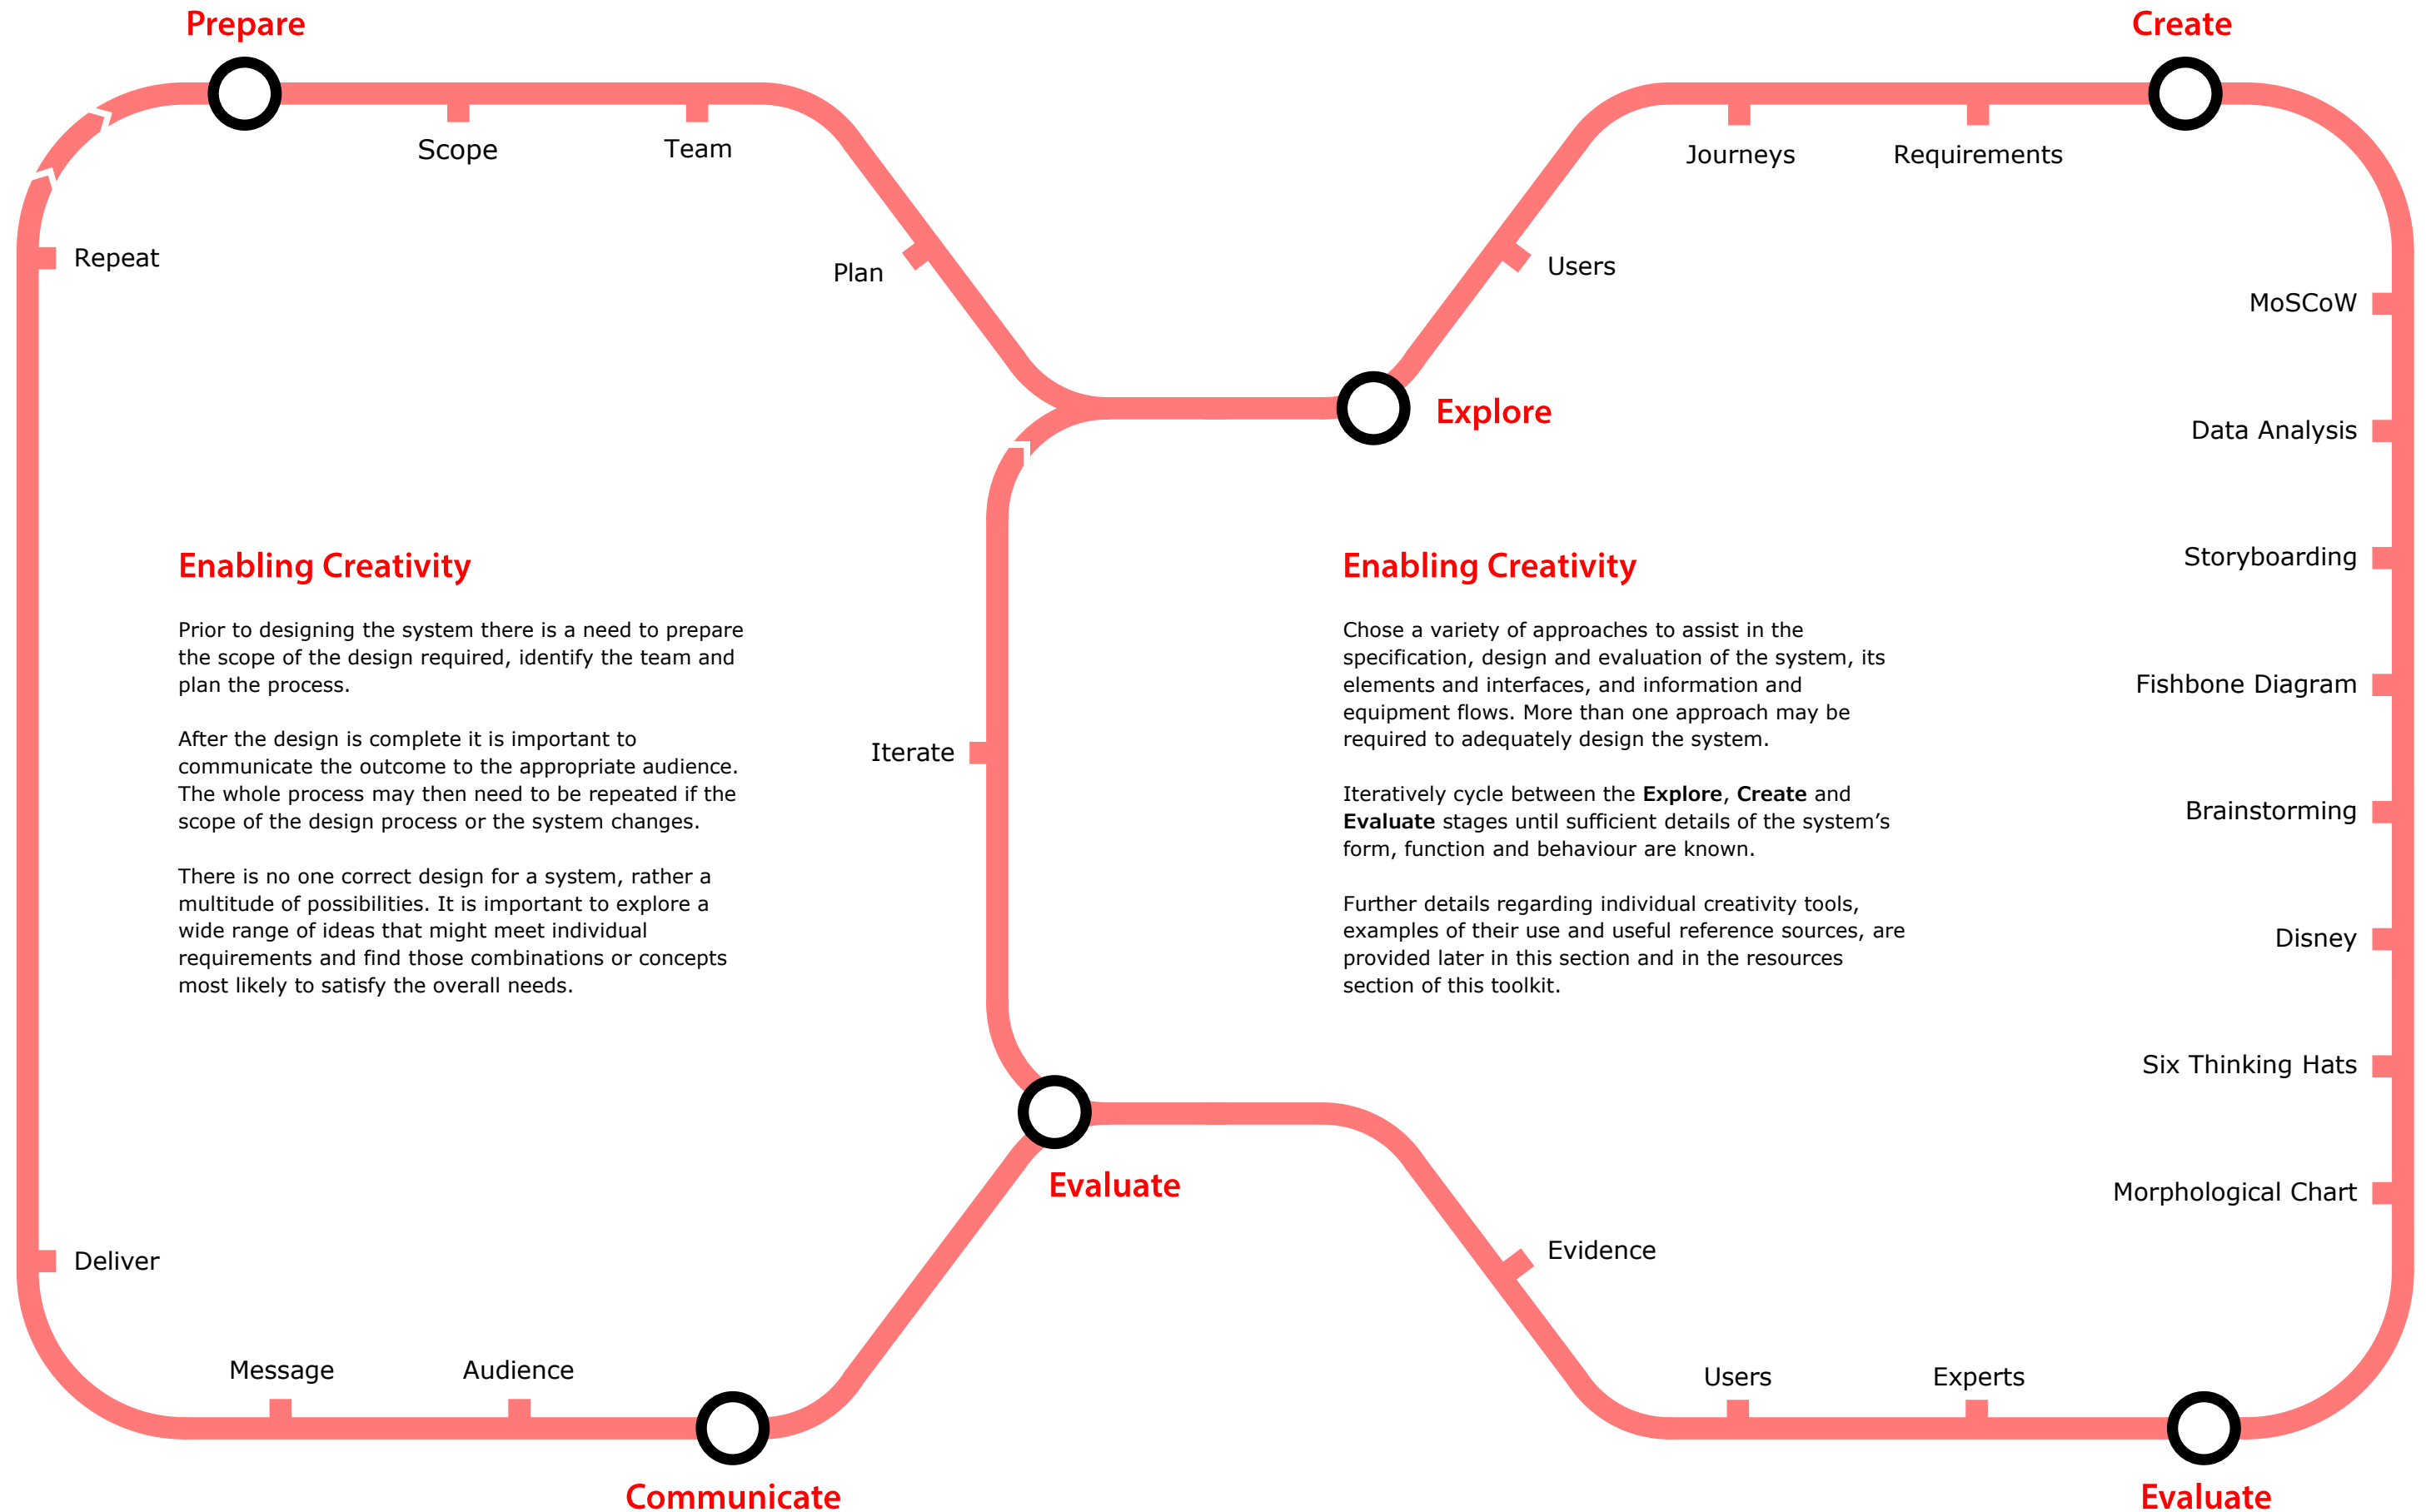 Prepare
Create
Scope
Team
Journeys
Requirements
Repeat
Plan
Users
MoSCoW
Explore
Data Analysis
Storyboarding
Enabling Creativity
Prior to designing the system there is a need to prepare
the scope of the design required, identify the team and
plan the process.
After the design is complete it is important to
communicate the outcome to the appropriate audience.
The whole process may then need to be repeated if the
scope of the design process or the system changes.
There is no one correct design for a system, rather a
multitude of possibilities. It is important to explore a
wide range of ideas that might meet individual
requirements and find those combinations or concepts
most likely to satisfy the overall needs.
Iterate
Enabling Creativity
Chose a variety of approaches to assist in the
specification, design and evaluation of the system, its
elements and interfaces, and information and
equipment flows. More than one approach may be
required to adequately design the system.
Iteratively cycle between the Explore, Create and
Evaluate stages until sufficient details of the system’s
form, function and behaviour are known.
Further details regarding individual creativity tools,
examples of their use and useful reference sources, are
provided later in this section and in the resources
section of this toolkit.
Fishbone Diagram
Brainstorming
Disney
Six Thinking Hats
Morphological Chart
Evaluate
Deliver
Evidence
Message
Audience
Users
Experts
Communicate
Evaluate